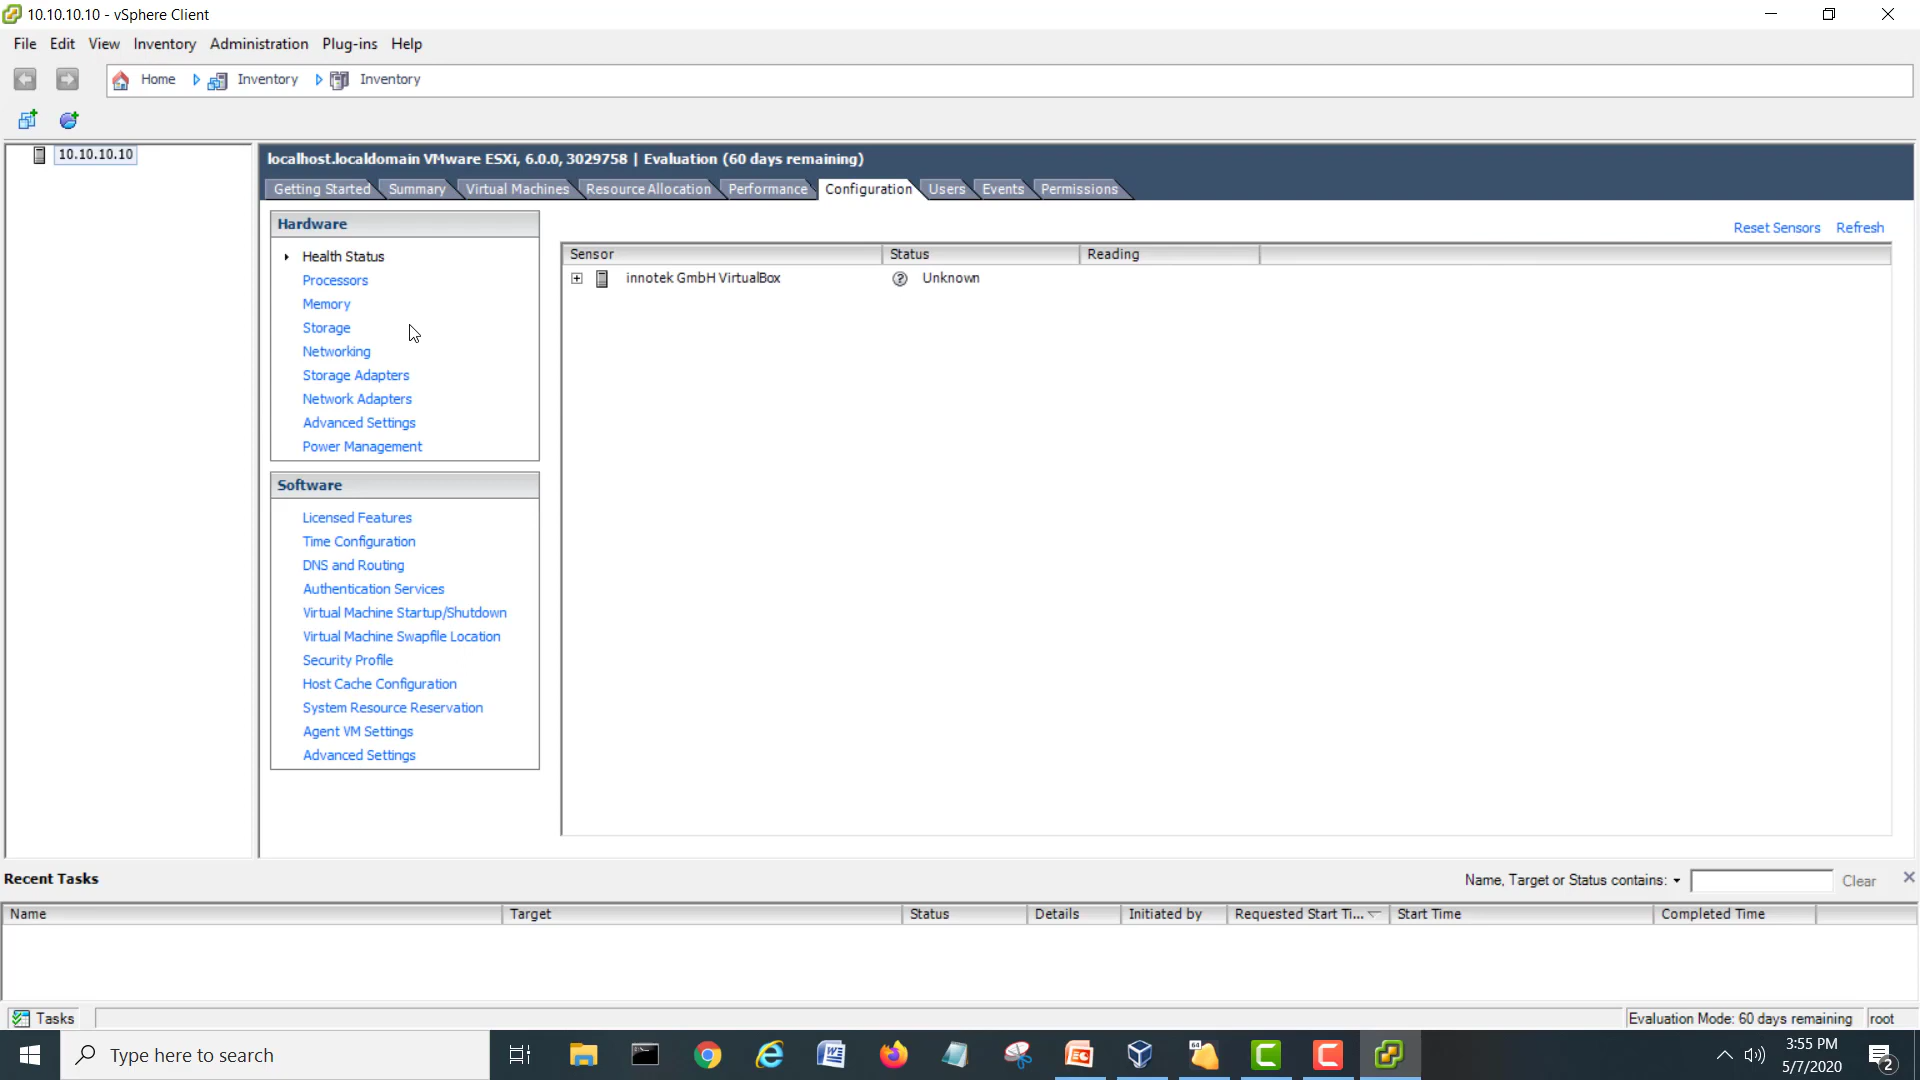 10.10.10.10 - vSphere Client
File Edit View Inventory Administration Plug-ins Help
Home Inventory Inventory
10.10.10.10
localhost.localdomain VMware ESXi, 6.0.0, 3029758 | Evaluation (60 days remaining)
Getting Started Summary Virtual Machines Resource Allocation Performance Configuration Users Events Permissions
Hardware
Health Status
Processors
Memory
Storage
Networking
Storage Adapters
Network Adapters
Advanced Settings
Power Management
Software
Licensed Features
Time Configuration
DNS and Routing
Authentication Services
Virtual Machine Startup/Shutdown
Virtual Machine Swapfile Location
Security Profile
Host Cache Configuration
System Resource Reservation
Agent VM Settings
Advanced Settings
Reset Sensors Refresh
Sensor Status Reading
innotek GmbH VirtualBox Unknown
Recent Tasks
Name, Target or Status contains: Clear
Name Target Status Details Initiated by Requested Start Ti... Start Time Completed Time
Tasks
Evaluation Mode: 60 days remaining root
Type here to search
64
3:55 PM
5/7/2020
2